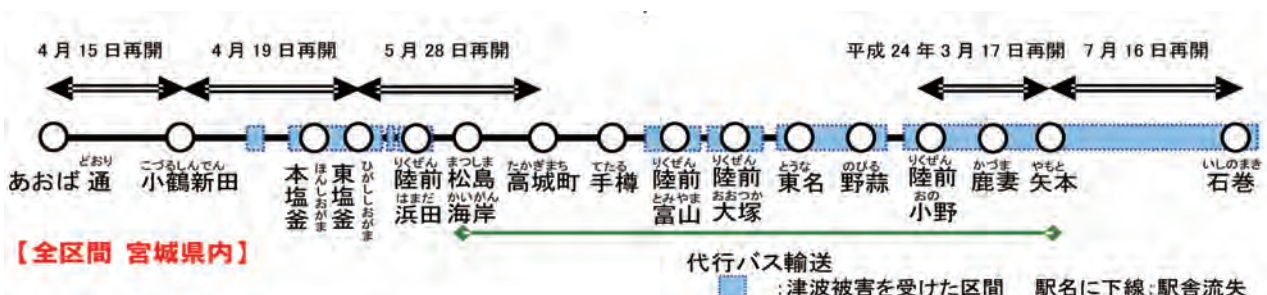 4月15日再開
4月19日再開
5月28日再開
平成24年3月17日再開
7月16日再開
あおば通
どおり
小鶴新田
こづるしんでん
本塩釜
ほんしおがま
東塩釜
ひがししおがま
りくぜん
陸前
はまだ
浜田
まつしま
松島
かいがん
海岸
たかぎまち
高城町
てたる
手樽
りくぜん
陸前
とみやま
富山
りくぜん
陸前
おおつか
大塚
とうな
東名
のびる
野蒜
りくぜん
陸前
おの
小野
かづま
鹿妻
やもと
矢本
いしのまき
石巻
【全区間 宮城県内】
代行バス輸送
:津波被害を受けた区間 駅名に下線:駅舎流失